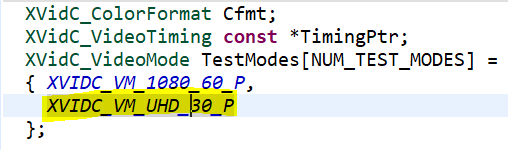 XVidC_ColorFormat Cfmt;
XVidC_VideoTiming const *TimingPtr;
XVidC_VideoMode TestModes[NUM_TEST_MODES] =
{ XVIDC_VM_1080_60_P,
XVIDC_VM_UHD_30_P
};